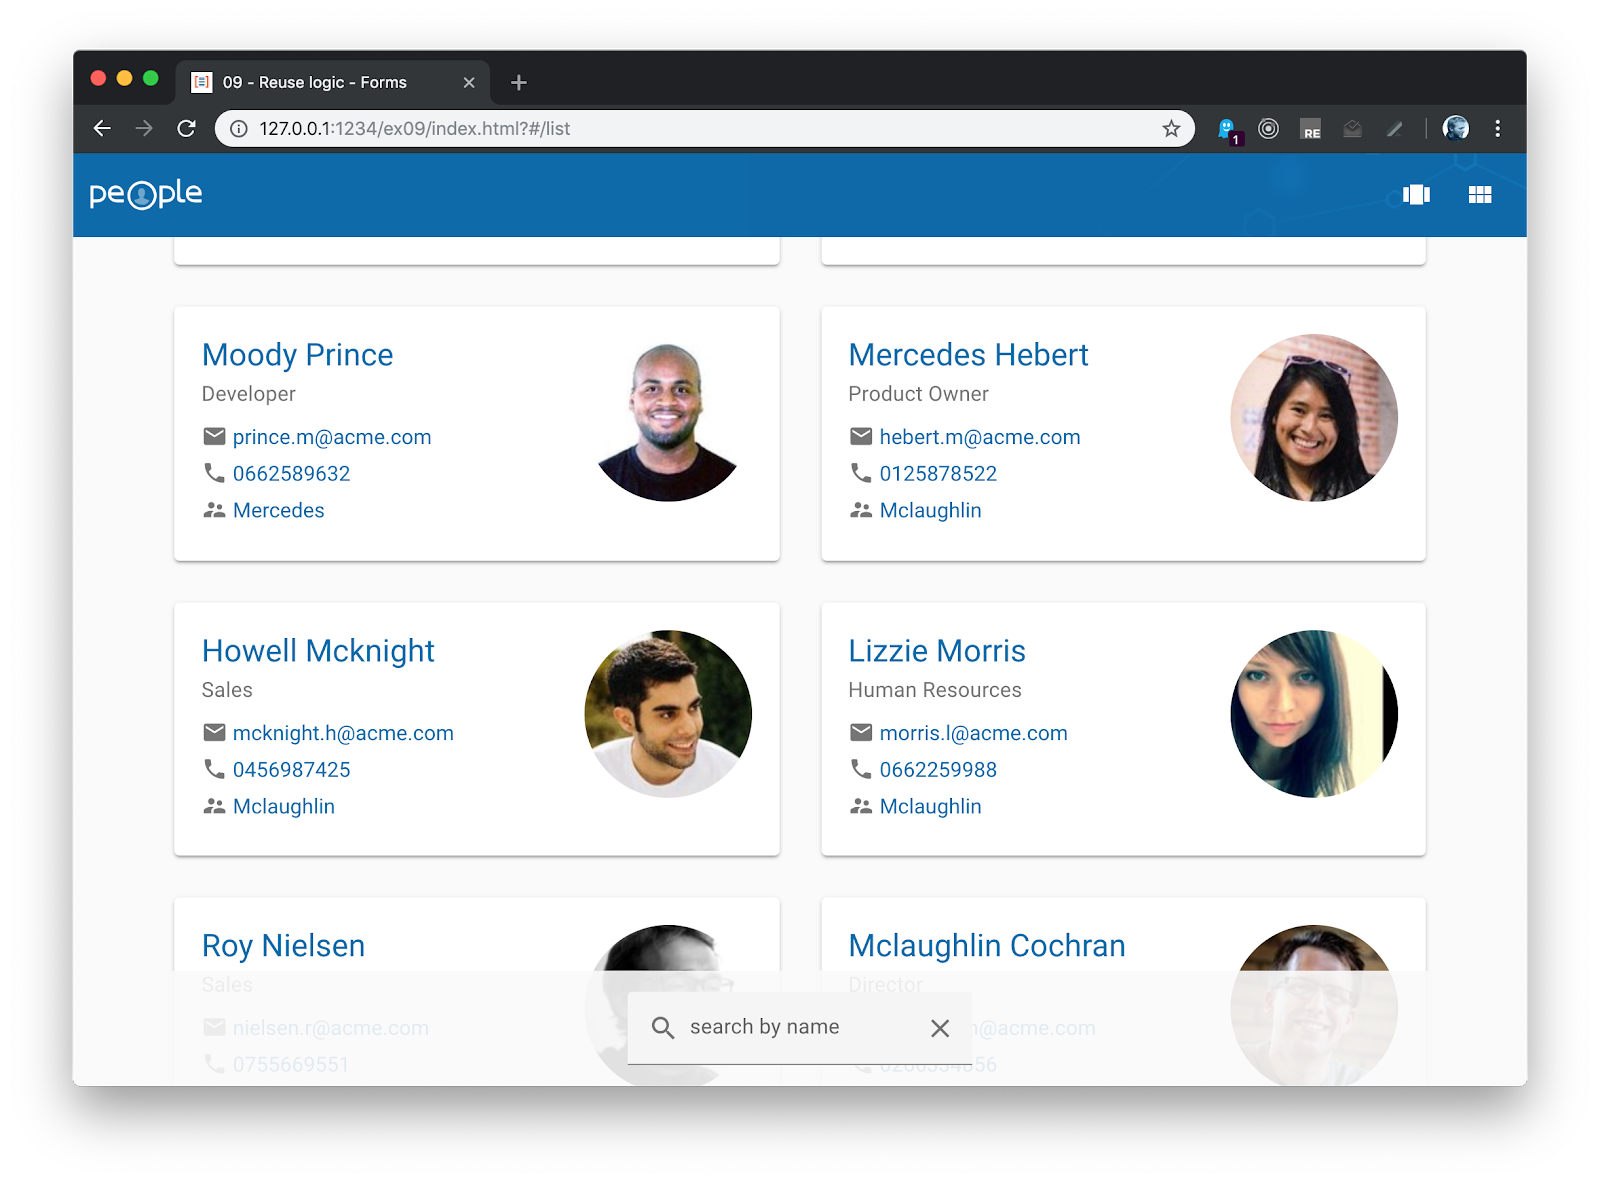 09 - Reuse logic - Forms
127.0.0.1:1234/ex09/index.html?#/list
1
RE
people
Moody Prince
Developer
prince.m@acme.com
0662589632
Mercedes
Mercedes Hebert
Product Owner
hebert.m@acme.com
0125878522
Mclaughlin
Howell Mcknight
Sales
mcknight.h@acme.com
0456987425
Mclaughlin
Lizzie Morris
Human Resources
morris.l@acme.com
0662259988
Mclaughlin
Roy Nielsen
Sales
nielsen.r@acme.com
0755669551
Mclaughlin Cochran
Director
@acme.com
search by name